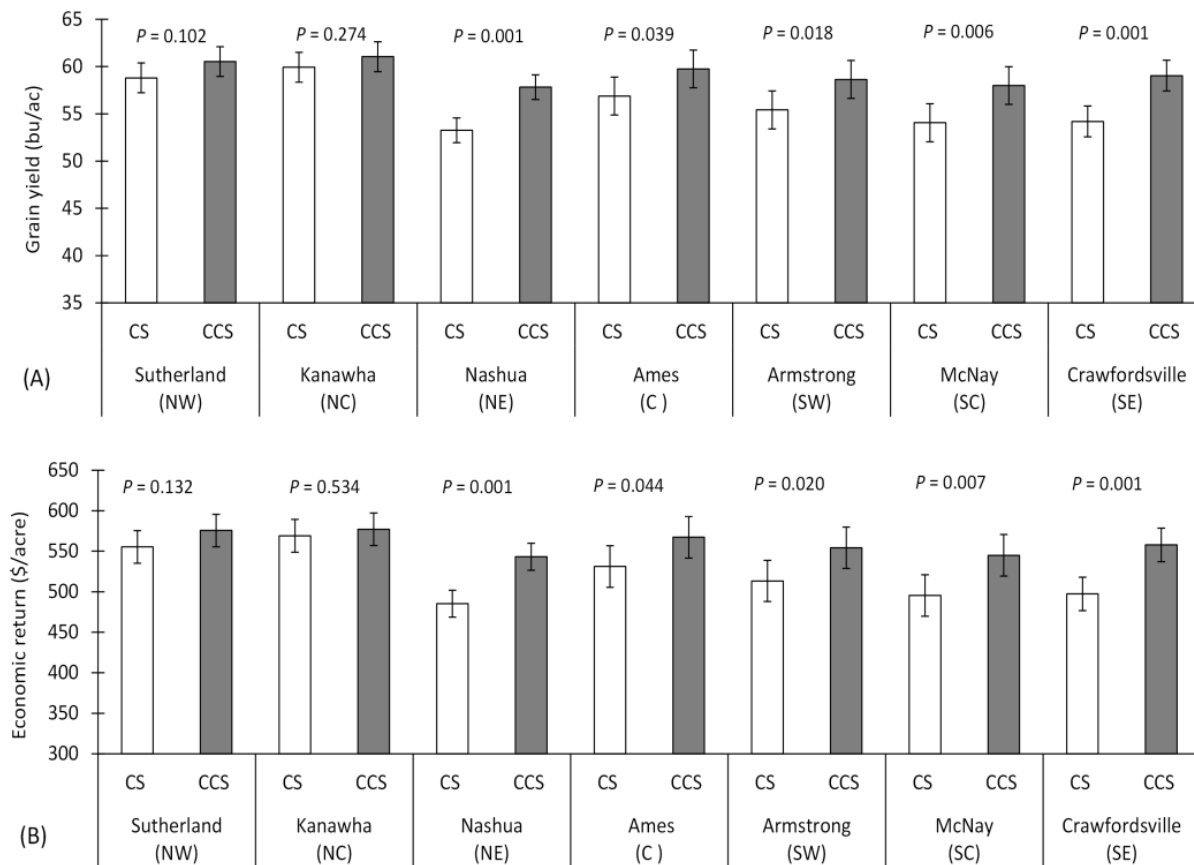 65
60
55
50
45
40
35
Grain yield (bu/ac)
P = 0.102
P = 0.274
P = 0.001
P = 0.039
P = 0.018
P = 0.006
P = 0.001
CS CCS CS CCS CS CCS CS CCS CS CCS CS CCS CS CCS
(A)
Sutherland Kanawha Nashua Ames Armstrong McNay Crawfordsville
(NW) (NC) (NE) (C ) (SW) (SC) (SE)
650
600
550
500
450
400
350
300
Economic return ($/acre)
P = 0.132
P = 0.534
P = 0.001
P = 0.044
P = 0.020
P = 0.007
P = 0.001
CS CCS CS CCS CS CCS CS CCS CS CCS CS CCS CS CCS
(B)
Sutherland Kanawha Nashua Ames Armstrong McNay Crawfordsville
(NW) (NC) (NE) (C ) (SW) (SC) (SE)